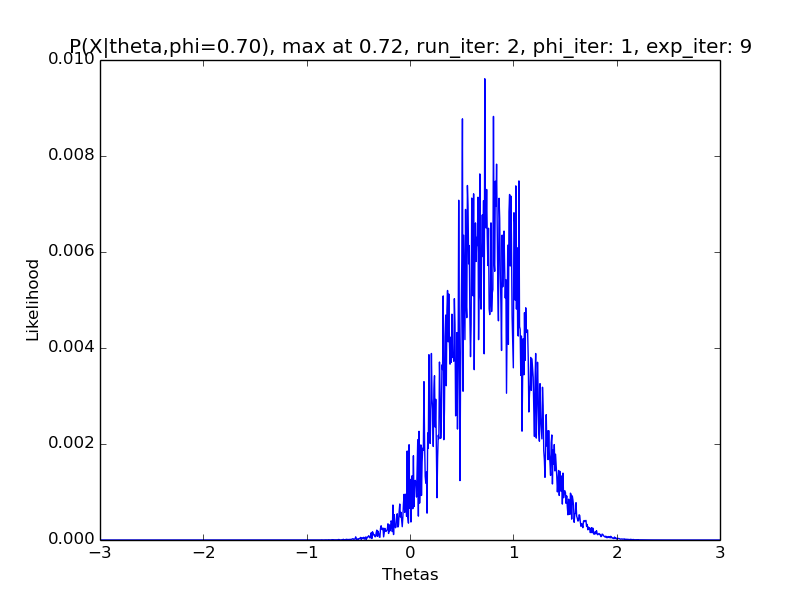 P(X|theta,phi=0.70), max at 0.72, run_iter: 2, phi_iter: 1, exp_iter: 9
0.010
0.008
0.006
0.004
0.002
0.000
Likelihood
−3 −2 −1 0 1 2 3
Thetas